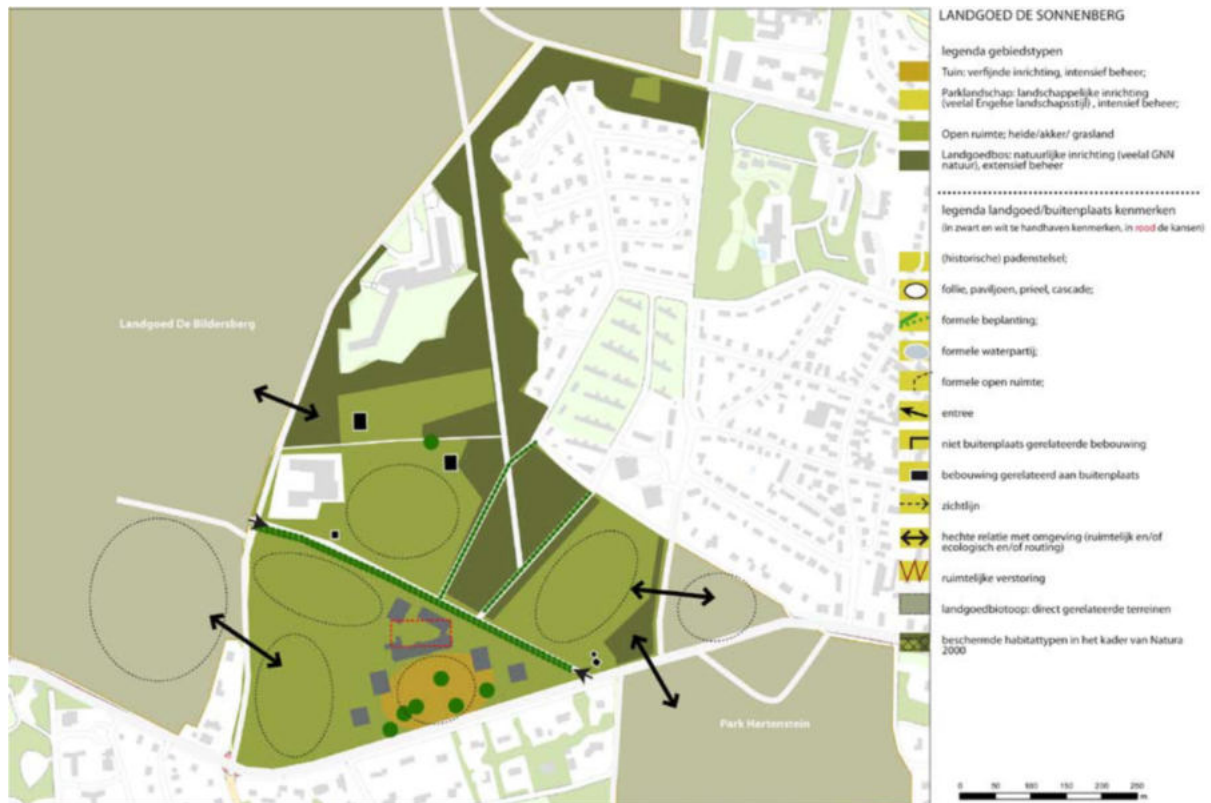 LANDGOED DE SONNENBERG
legenda gebiedstypen
Tuin: verfijnde inrichting, intensief beheer;
Parklandschap: landschappelijke inrichting
(veelal Engelse landschapsstijl) , intensief beheer;
Open ruimte; heide/akker/ grasland
Landgoedbos: natuurlijke inrichting (veelal GNN
natuur), extensief beheer
legenda landgoed/buitenplaats kenmerken
(in zwart en wit te handhaven kenmerken, in rood de kansen)
(historische) padenstelsel;
follie, paviljoen, prieel, cascade;
formele beplanting;
formele waterpartij;
formele open ruimte;
entree
niet buitenplaats gerelateerde bebouwing
bebouwing gerelateerd aan buitenplaats
zichtlijn
hechte relatie met omgeving (ruimtelijk en/of
ecologisch en/of routing)
ruimtelijke verstoring
landgoedbiotoop: direct gerelateerde terreinen
beschermde habitattypen in het kader van Natura
2000
Landgoed De Bildersberg
Park Hartenstein
0 50 100 150 200 250
m